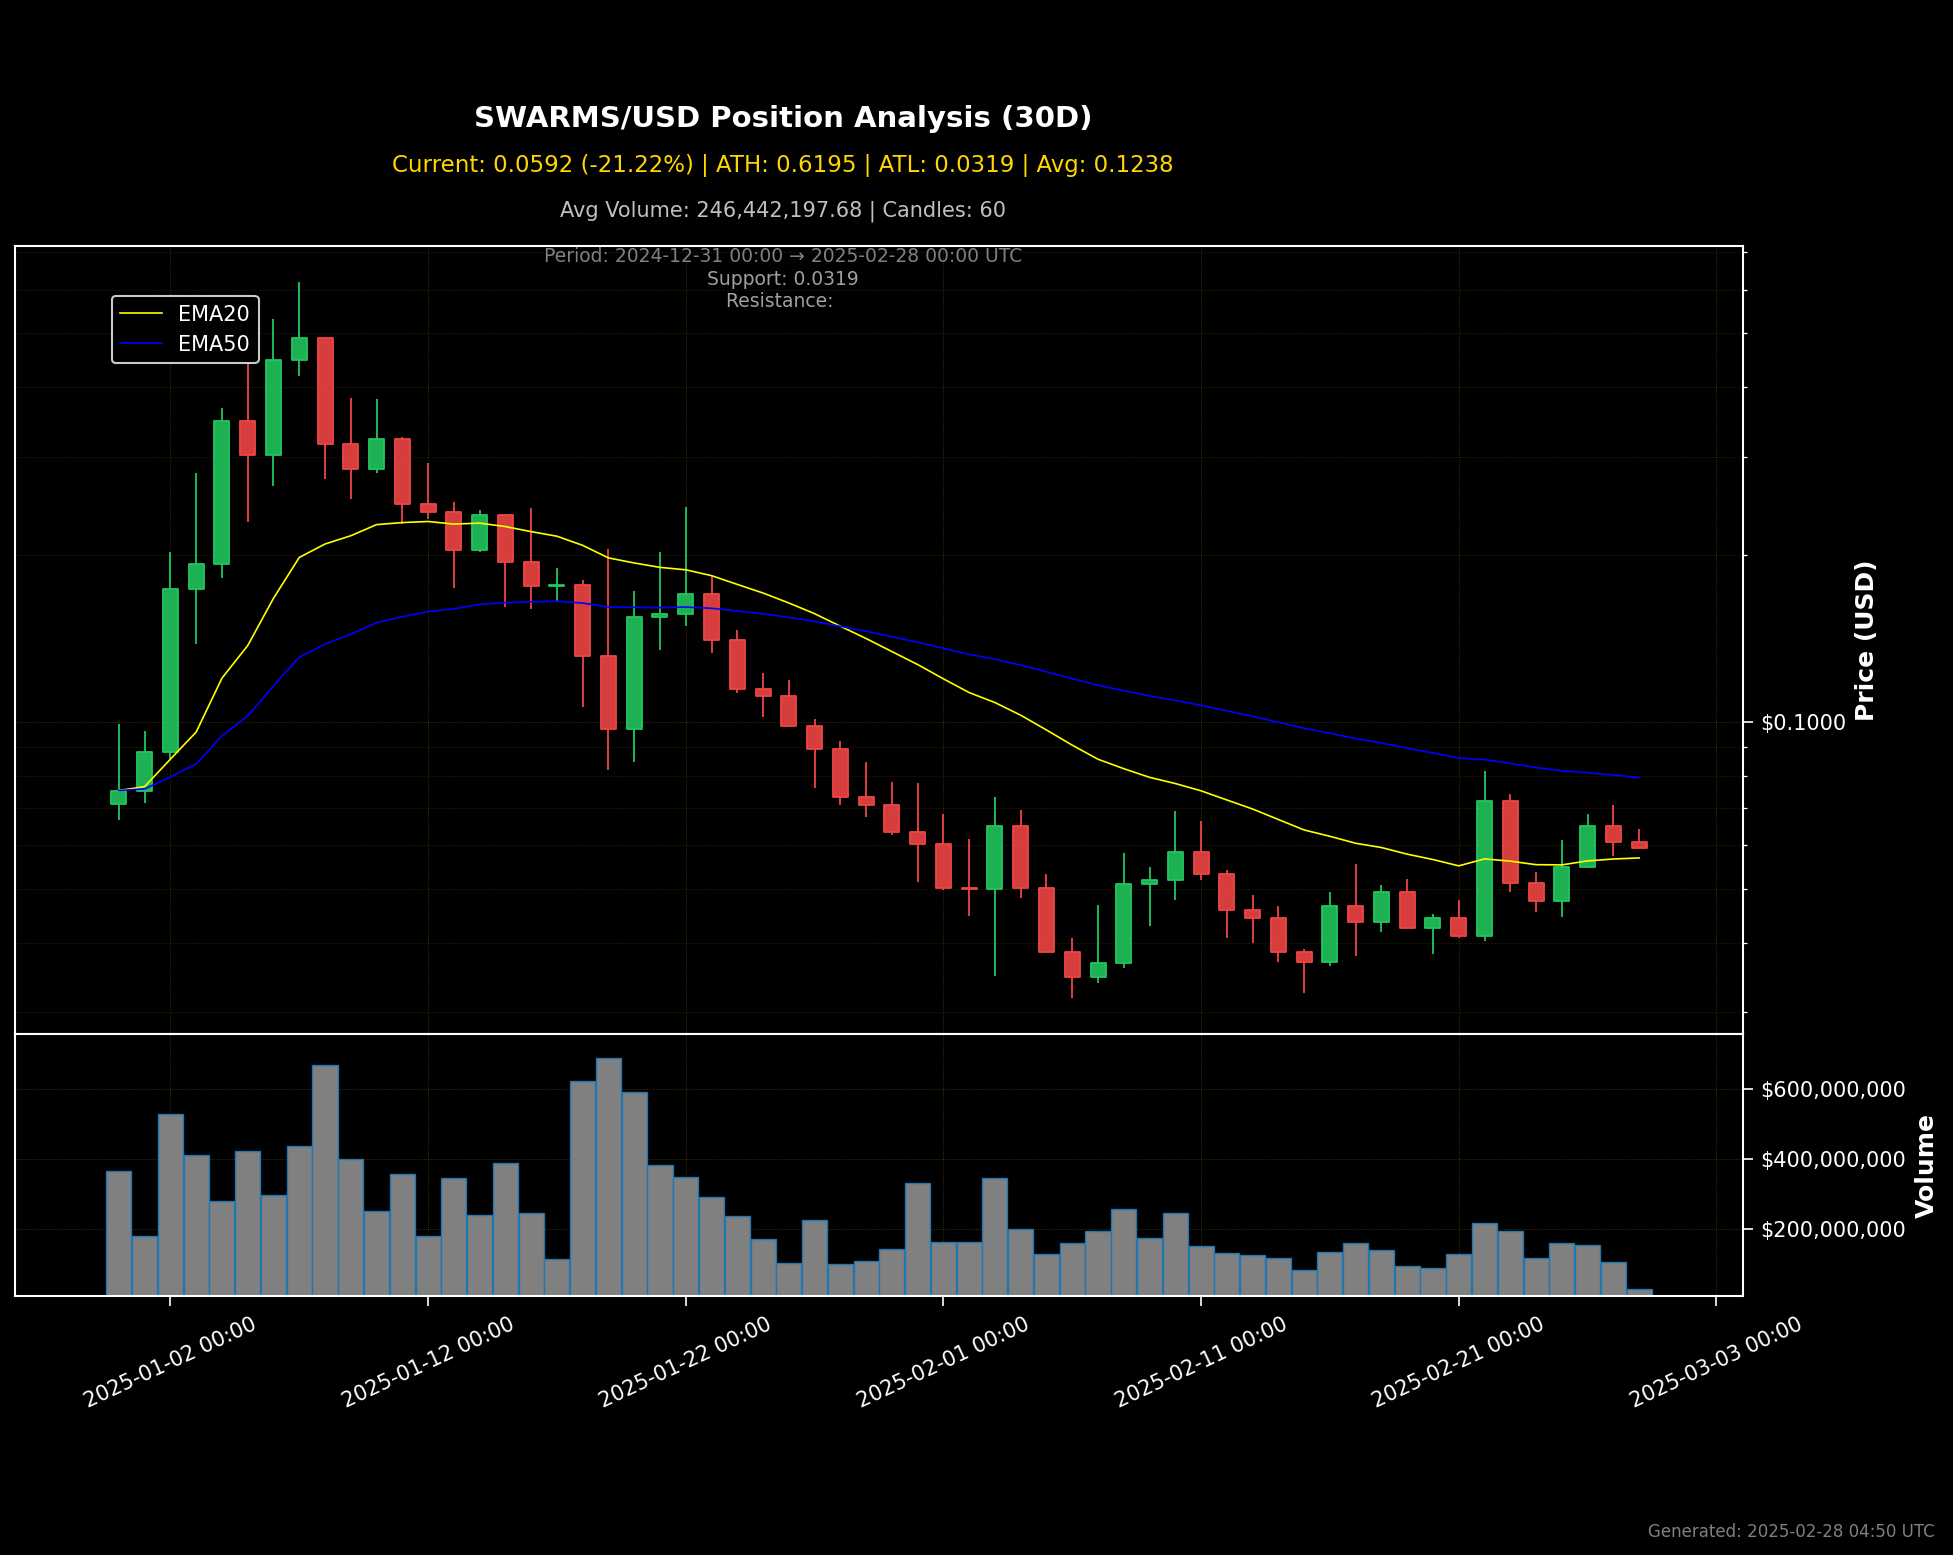 SWARMS/USD Position Analysis (30D)
Current: 0.0592 (-21.22%) | ATH: 0.6195 | ATL: 0.0319 | Avg: 0.1238
Avg Volume: 246,442,197.68 | Candles: 60
Period: 2024-12-31 00:00 → 2025-02-28 00:00 UTC
Support: 0.0319
Resistance:
EMA20
EMA50
Price (USD)
$0.1000
$600,000,000
$400,000,000
$200,000,000
Volume
2025-01-02 00:00
2025-01-12 00:00
2025-01-22 00:00
2025-02-01 00:00
2025-02-11 00:00
2025-02-21 00:00
2025-03-03 00:00
Generated: 2025-02-28 04:50 UTC